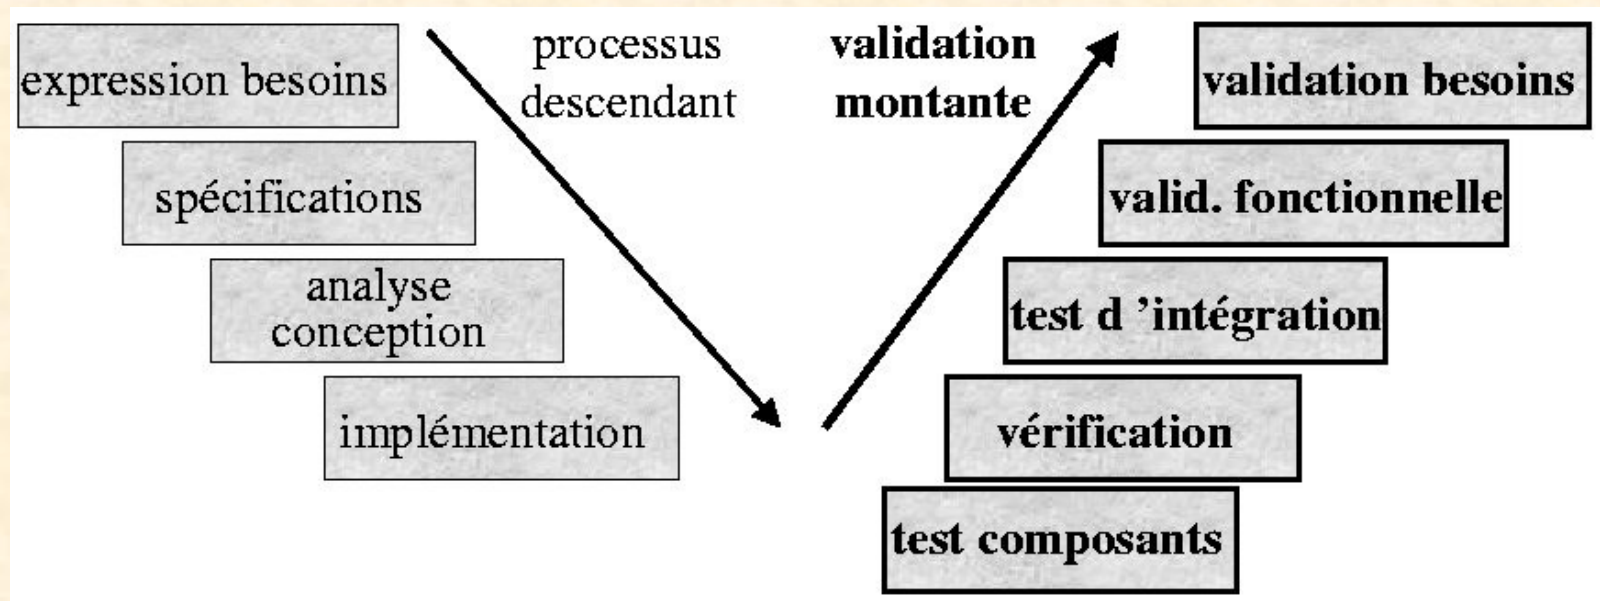 expression besoins
spécifications
analyse
conception
implémentation
processus
descendant
validation
montante
validation besoins
valid. fonctionnelle
test d ’intégration
vérification
test composants